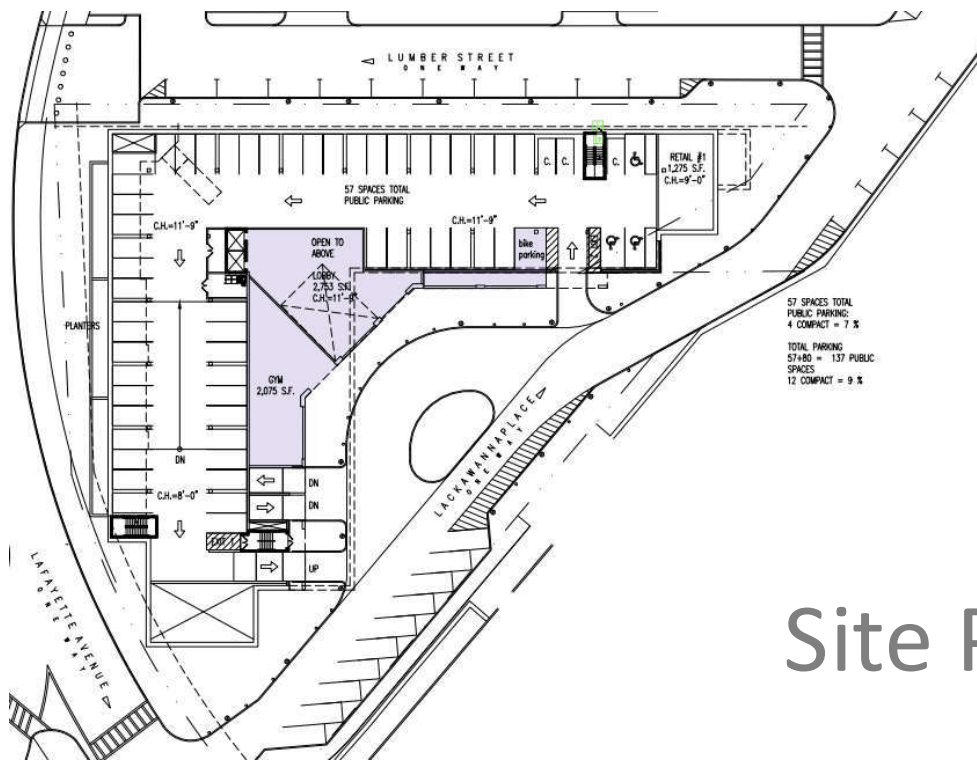 LUMBER STREET
ONE WAY
C.
C.
C.
RETAIL #1
1,275 S.F.
C.H.=9'-0"
57 SPACES TOTAL
PUBLIC PARKING
C.H.=11'-9"
C.H.=11'-9"
OPEN TO
ABOVE
LOBBY
2,753 S.F.
C.H.=11'-9"
bike
parking
PLANTERS
GYM
2,075 S.F.
57 SPACES TOTAL
PUBLIC PARKING:
4 COMPACT = 7 %
TOTAL PARKING
57+80 = 137 PUBLIC
SPACES
12 COMPACT = 9 %
DN
C.H.=8'-0"
DN
DN
UP
LACKAWANNA PLACE
ONE WAY
LAFAYETTE AVENUE
ONE WAY
Site P